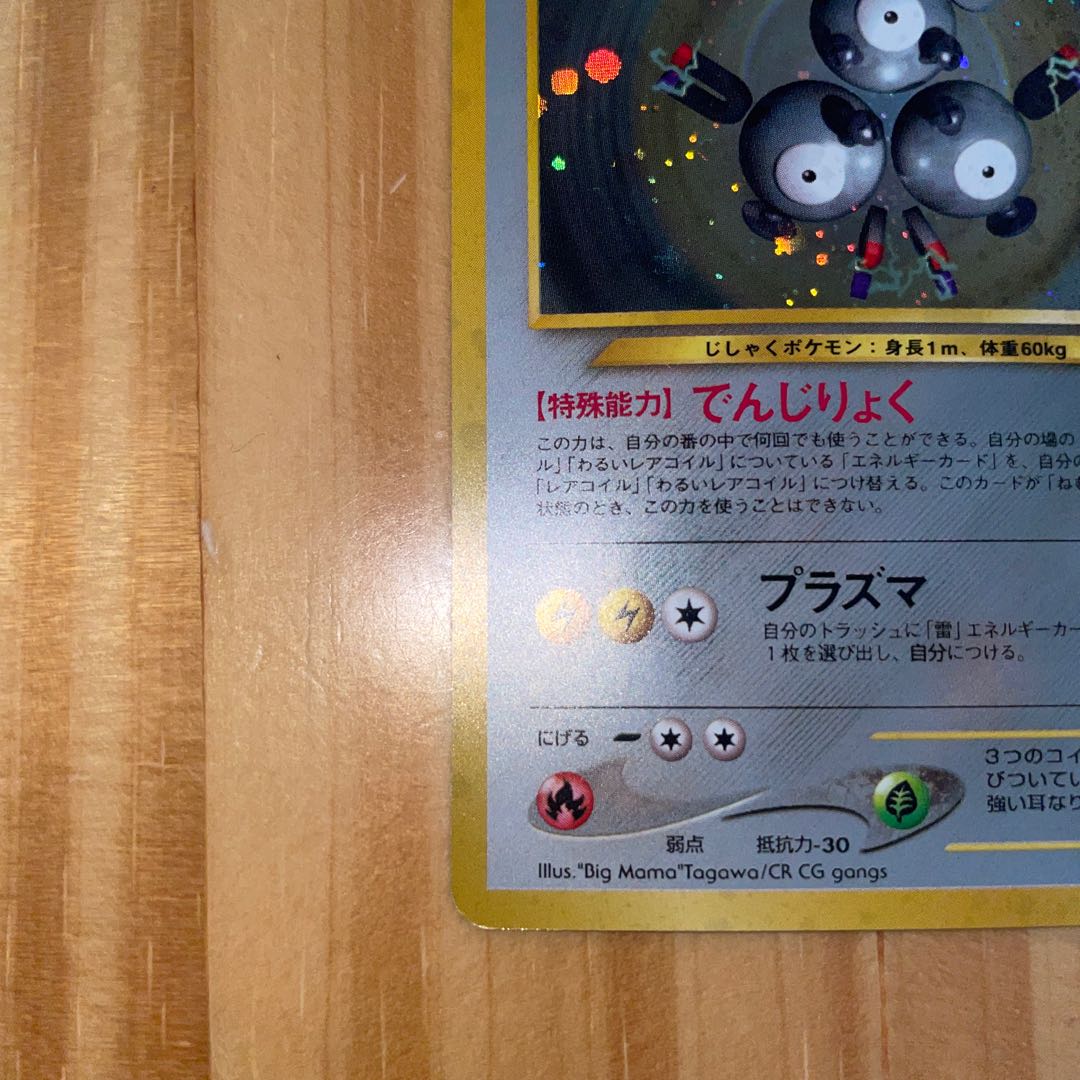 じしゃくポケモン：身長1m、体重60kg
【特殊能力】でんじりょく
この力は、自分の番の中で何回でも使うことができる。自分の場の
ル」「わるいレアコイル」についている「エネルギーカード」を、自分の
「レアコイル」「わるいレアコイル」につけ替える。このカードが「ねむ
状態のとき、この力を使うことはできない。
プラズマ
自分のトラッシュに「雷」エネルギーカー
1枚を選び出し、自分につける。
にげる
3つのコイ
びついてい
強い耳なり
弱点 抵抗力-30
Illus."Big Mama"Tagawa/CR CG gangs